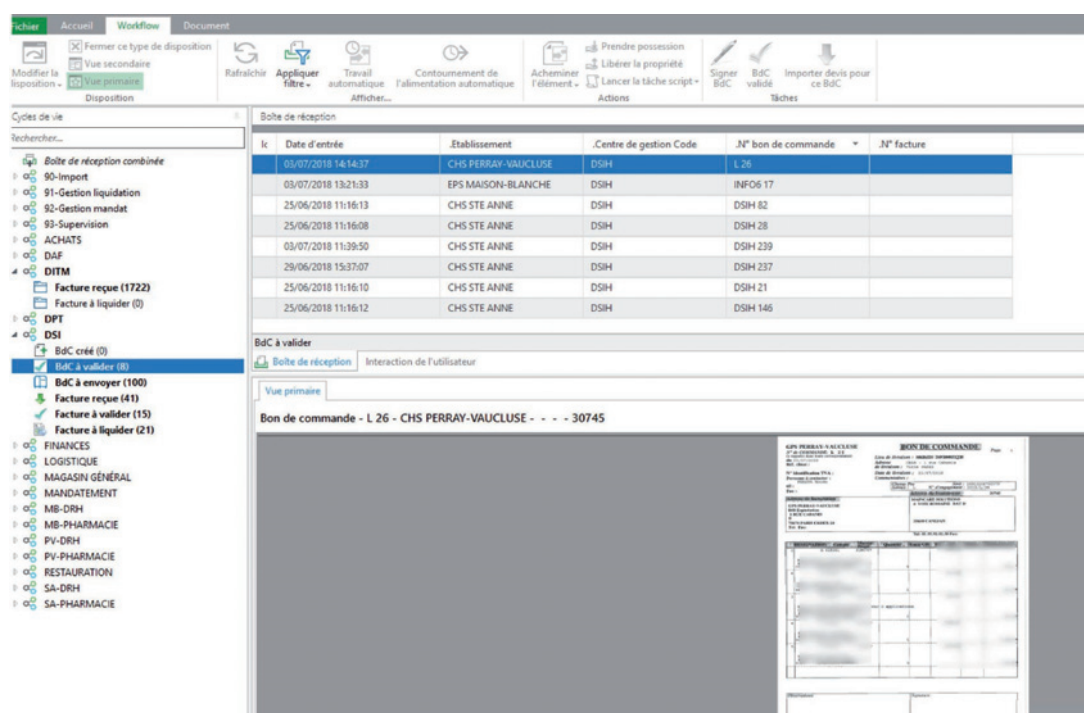 Fichier Accueil Workflow Document
Modifier la disposition
Fermer ce type de disposition
Vue secondaire
Vue primaire
Disposition
Rafraîchir
Appliquer filtre
Travail automatique
Contournement de l'alimentation automatique
Afficher...
Acheminer l'élément
Prendre possession
Libérer la propriété
Lancer la tâche script
Actions
Signer BdC
BdC validé
Importer devis pour ce BdC
Tâches
Cycles de vie
Rechercher...
Boîte de réception combinée
90-Import
91-Gestion liquidation
92-Gestion mandat
93-Supervision
ACHATS
DAF
DITM
Facture reçue (1722)
Facture à liquider (0)
DPT
DSI
BdC créé (0)
BdC à valider (8)
BdC à envoyer (100)
Facture reçue (41)
Facture à valider (15)
Facture à liquider (21)
FINANCES
LOGISTIQUE
MAGASIN GÉNÉRAL
MANDATEMENT
MB-DRH
MB-PHARMACIE
PV-DRH
PV-PHARMACIE
RESTAURATION
SA-DRH
SA-PHARMACIE
Boîte de réception
Ic Date d'entrée .Etablissement .Centre de gestion Code .N° bon de commande .N° facture
03/07/2018 14:14:37 CHS PERRAY-VAUCLUSE DSIH L 26
03/07/2018 13:21:33 EPS MAISON-BLANCHE DSIH INFO6 17
25/06/2018 11:16:13 CHS STE ANNE DSIH DSIH 82
25/06/2018 11:16:08 CHS STE ANNE DSIH DSIH 28
03/07/2018 11:39:50 CHS STE ANNE DSIH DSIH 239
29/06/2018 15:37:07 CHS STE ANNE DSIH DSIH 237
25/06/2018 11:16:10 CHS STE ANNE DSIH DSIH 21
25/06/2018 11:16:12 CHS STE ANNE DSIH DSIH 146
BdC à valider
Boîte de réception Interaction de l'utilisateur
Vue primaire
Bon de commande - L 26 - CHS PERRAY-VAUCLUSE - - - - 30745
BON DE COMMANDE